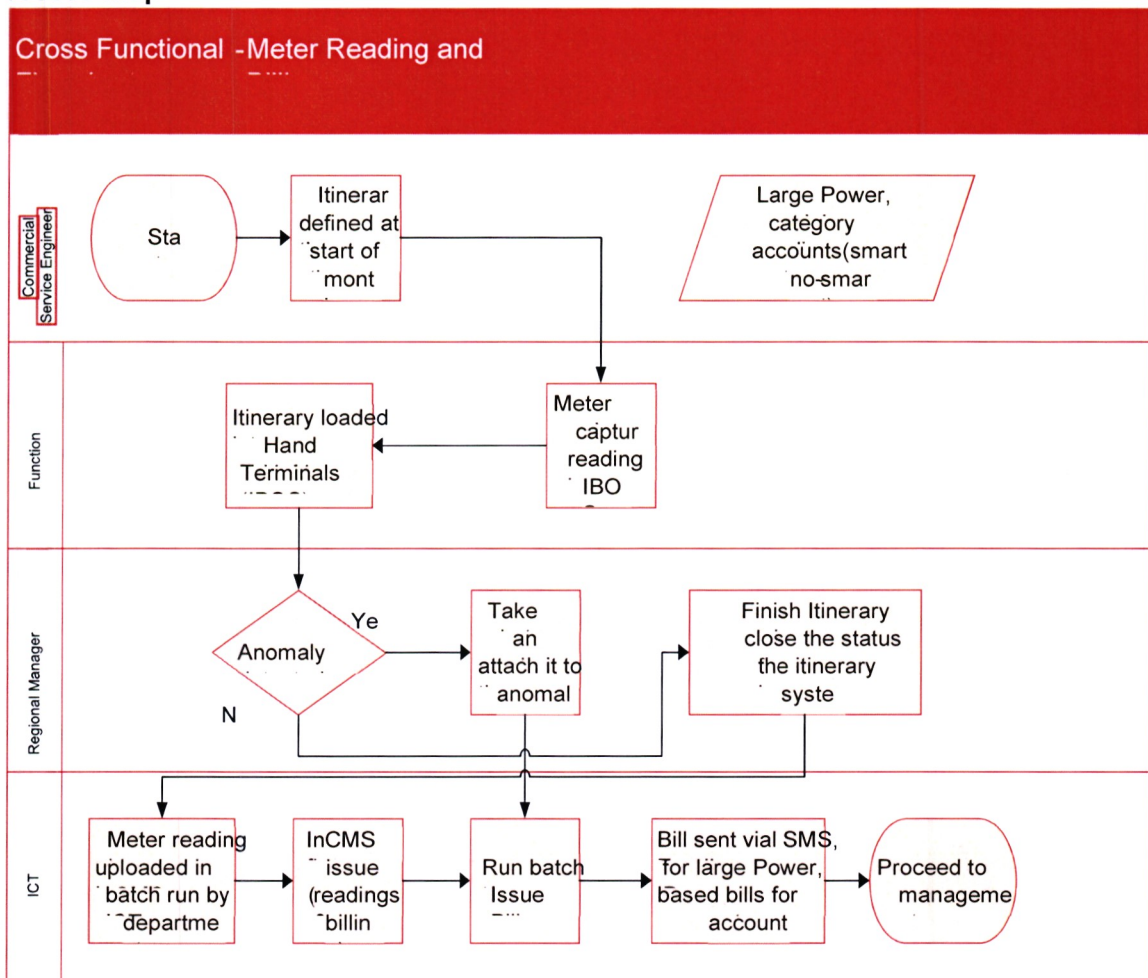 Cross Functional -Meter Reading and
Commercial
Service Engineer
Sta
Itinerar
defined at
start of
mont
Large Power,
category
accounts(smart
no-smar
Function
Itinerary loaded
Hand
Terminals
Meter
captur
reading
IBO
Regional Manager
Anomaly
Ye
N
Take
an
attach it to
anomal
Finish Itinerary
close the status
the itinerary
syste
ICT
Meter reading
uploaded in
batch run by
departme
InCMS
issue
(readings
billin
Run batch
Issue
Bill sent vial SMS,
for large Power,
based bills for
account
Proceed to
manageme